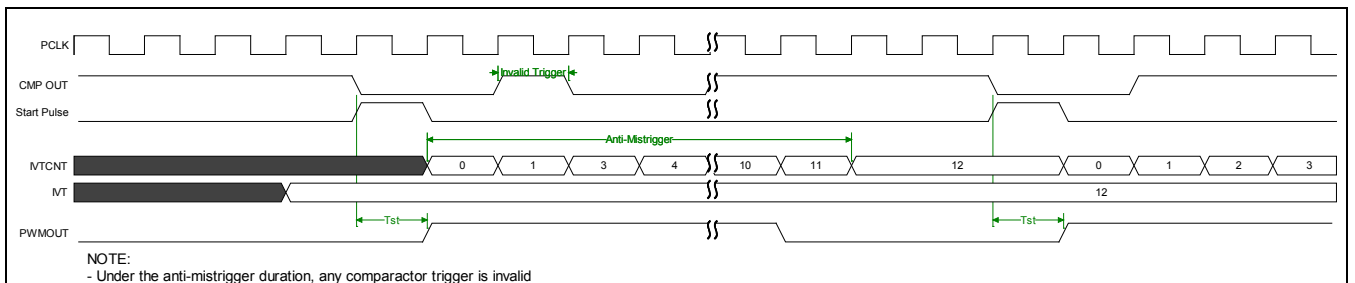 PCLK
CMP OUT
Invalid Trigger
Start Pulse
Anti-Mistrigger
IVTCNT 0 1 3 4 10 11 12 0 1 2 3
IVT 12
Tst Tst
PWMOUT
NOTE:
- Under the anti-mistrigger duration, any comparactor trigger is invalid